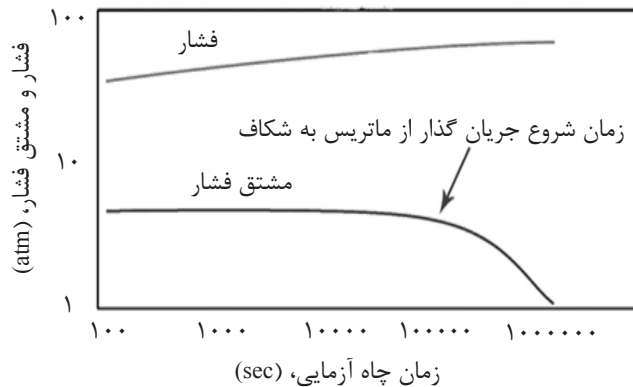 ۱۰۰
فشار
زمان شروع جریان گذار از ماتریس به شکاف
۱۰
مشتق فشار
۱
فشار و مشتق فشار، (atm)
۱۰۰ ۱۰۰۰ ۱۰۰۰۰ ۱۰۰۰۰۰ ۱۰۰۰۰۰۰
زمان چاه آزمایی، (sec)